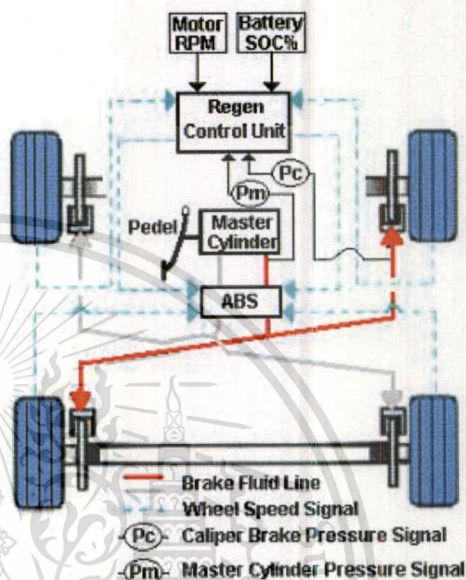 Motor
RPM
Battery
SOC%
Regen
Control Unit
Pc
Pm
Pedel
Master
Cylinder
ABS
Brake Fluid Line
Wheel Speed Signal
Pc Caliper Brake Pressure Signal
Pm Master Cylinder Pressure Signal